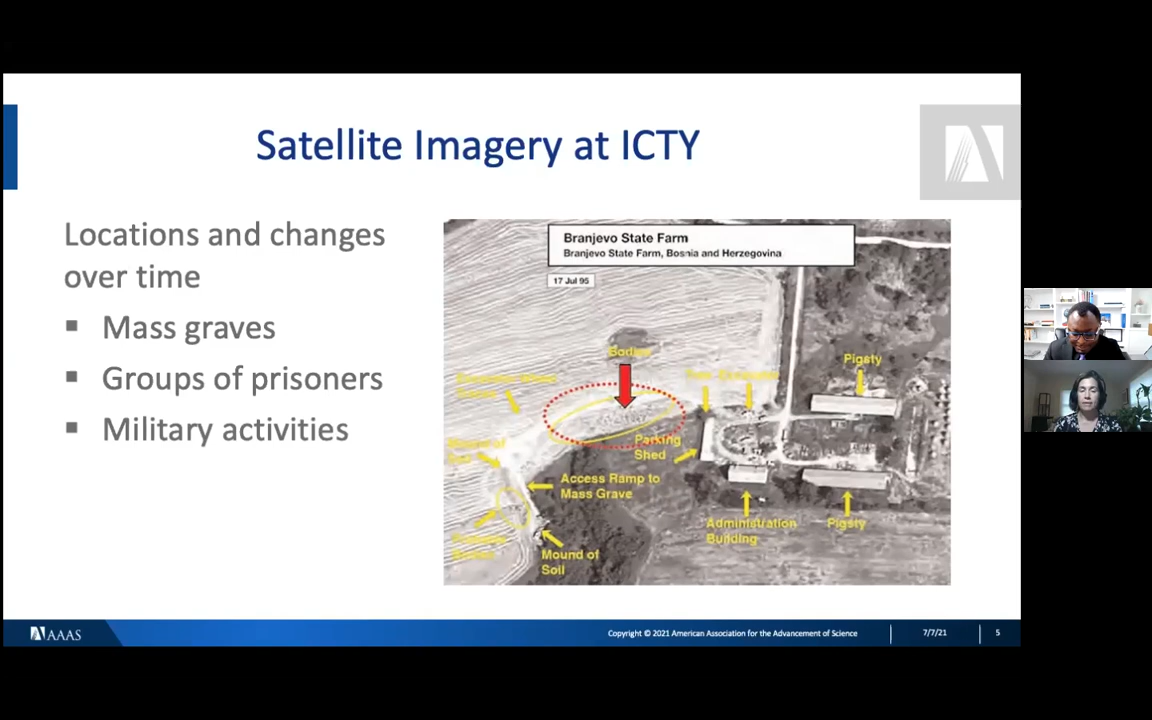 Satellite Imagery at ICTY
Locations and changes
over time
▪ Mass graves
▪ Groups of prisoners
▪ Military activities
Branjevo State Farm
Branjevo State Farm, Bosnia and Herzegovina
17 Jul 95
Bodies
Pigsty
Mound of
Parking
Shed
Access Ramp to
Mass Grave
Administration
Building
Pigsty
Mound of
Soil
AAAS
Copyright © 2021 American Association for the Advancement of Science
7/7/21
5